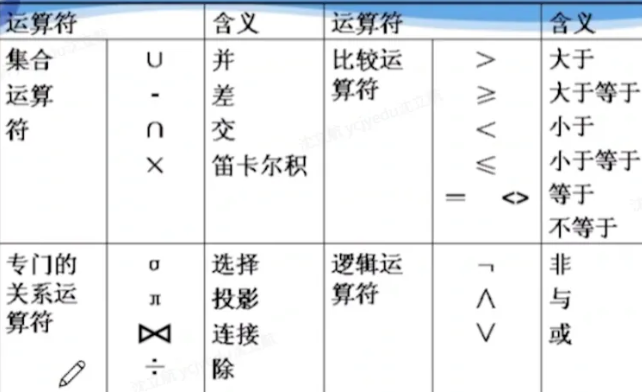 运算符 含义 运算符 含义
集合 ∪ 并 比较运 > 大于
运算 - 差 算符 ⩾ 大于等于
符 ∩ 交 < 小于
× 笛卡尔积 ⩽ 小于等于
= <> 等于
不等于
专门的 σ 选择 逻辑运 ¬ 非
关系运 π 投影 算符 ∧ 与
算符 ⋈ 连接 ∨ 或
÷ 除